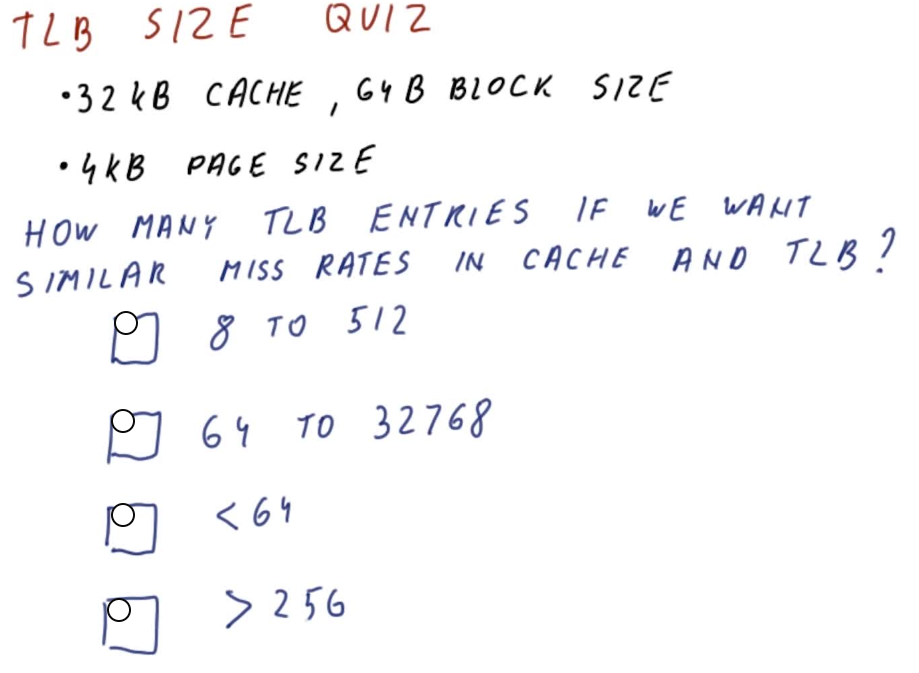 TLB SIZE QUIZ
• 32 kB CACHE, 64 B BLOCK SIZE
• 4 kB PAGE SIZE
HOW MANY TLB ENTRIES IF WE WANT
SIMILAR MISS RATES IN CACHE AND TLB?
8 TO 512
64 TO 32768
< 64
> 256